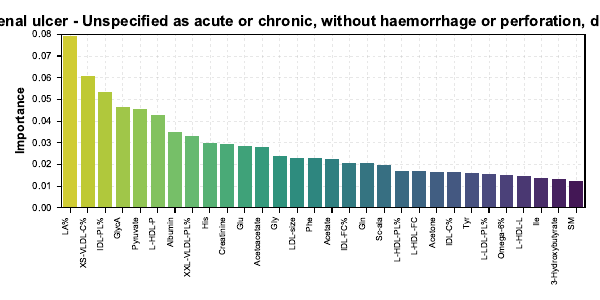 enal ulcer - Unspecified as acute or chronic, without haemorrhage or perforation, d
0.08
0.07
0.06
0.05
0.04
0.03
0.02
0.01
0.00
Importance
LA%
XS-VLDL-C%
IDL-PL%
GlycA
Pyruvate
L-HDL-P
Albumin
XXL-VLDL-PL%
His
Creatinine
Glu
Acetoacetate
Gly
LDL-size
Phe
Acetate
IDL-FC%
Gln
Sc-ala
L-HDL-PL%
L-HDL-FC
Acetone
IDL-C%
Tyr
L-LDL-PL%
Omega-6%
L-HDL-L
Ile
3-Hydroxybutyrate
SM